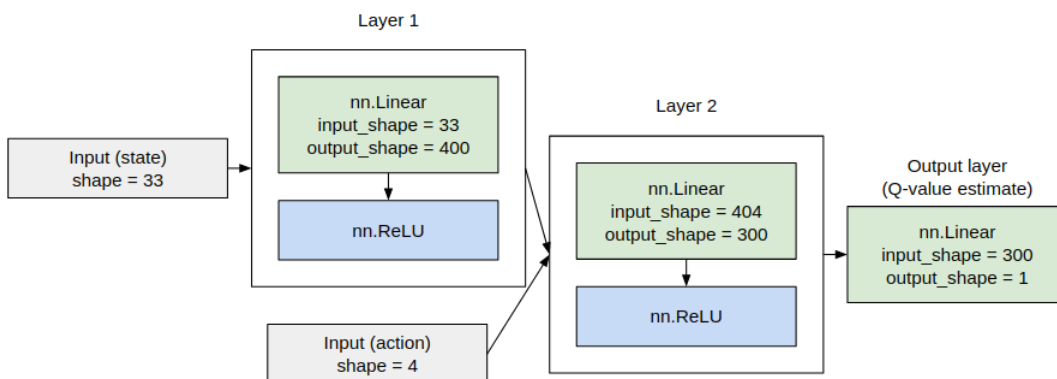 Layer 1
nn.Linear
input_shape = 33
output_shape = 400
nn.ReLU
Input (state)
shape = 33
Input (action)
shape = 4
Layer 2
nn.Linear
input_shape = 404
output_shape = 300
nn.ReLU
Output layer
(Q-value estimate)
nn.Linear
input_shape = 300
output_shape = 1